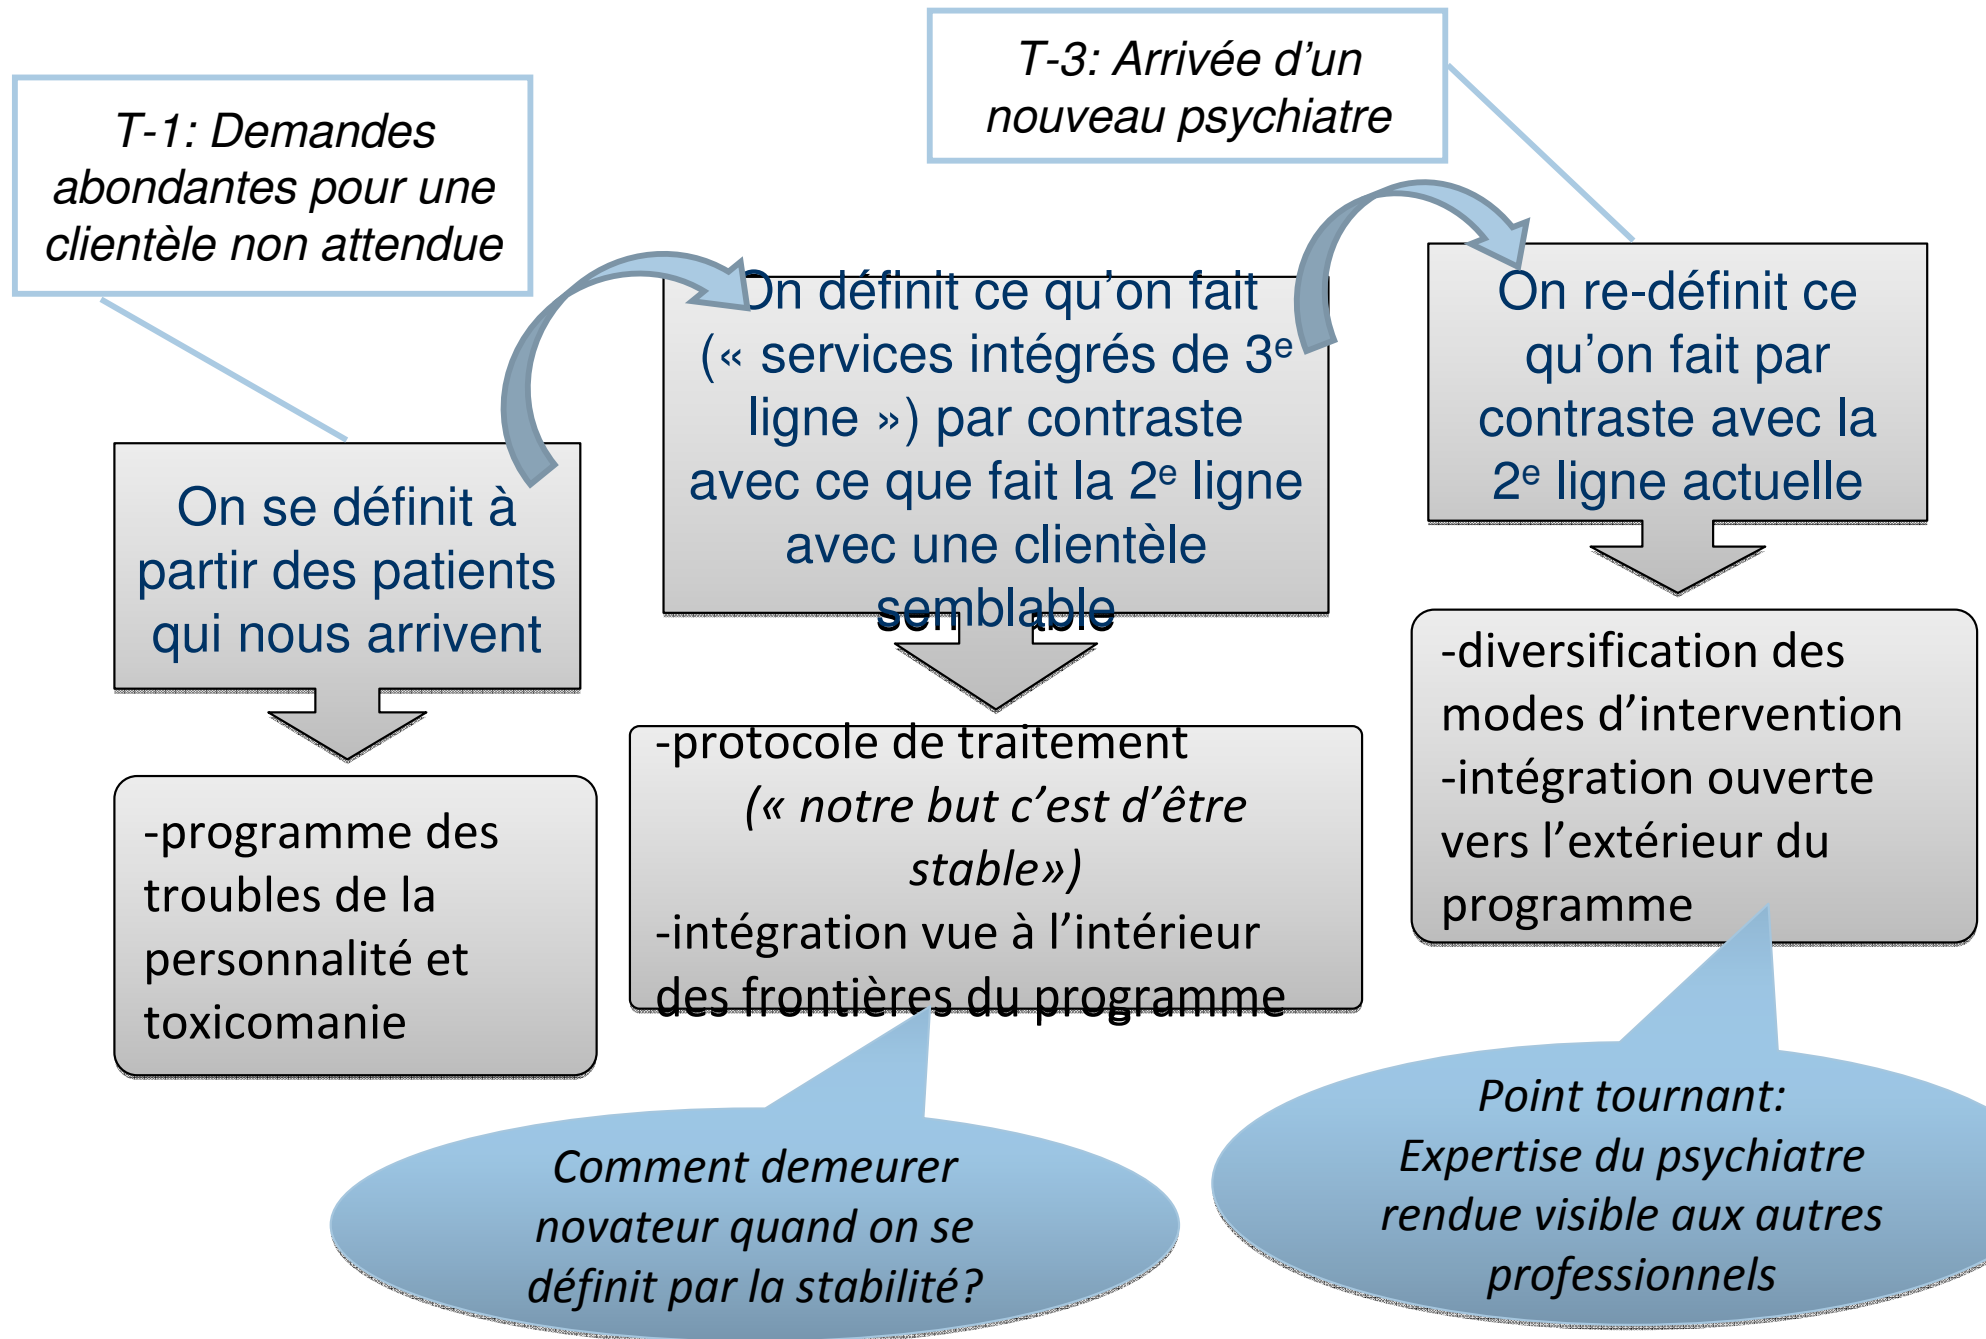 T-1: Demandes
abondantes pour une
clientèle non attendue
T-3: Arrivée d’un
nouveau psychiatre
On se définit à
partir des patients
qui nous arrivent
On définit ce qu’on fait
(« services intégrés de 3e
ligne ») par contraste
avec ce que fait la 2e ligne
avec une clientèle
semblable
On re-définit ce
qu’on fait par
contraste avec la
2e ligne actuelle
-programme des
troubles de la
personnalité et
toxicomanie
-protocole de traitement
(« notre but c’est d’être
stable»)
-intégration vue à l’intérieur
des frontières du programme
-diversification des
modes d’intervention
-intégration ouverte
vers l’extérieur du
programme
Comment demeurer
novateur quand on se
définit par la stabilité?
Point tournant:
Expertise du psychiatre
rendue visible aux autres
professionnels